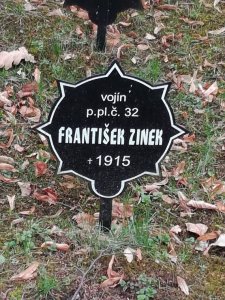 vojín
p.pl.č. 32
FRANTIŠEK ZINEK
† 1915